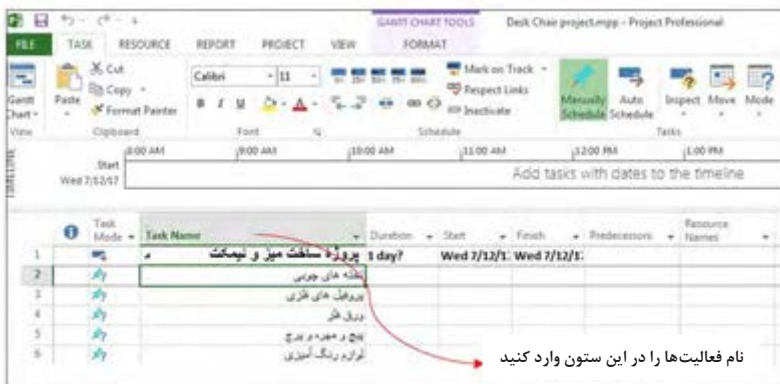 GANTT CHART TOOLS Desk Chair project.mpp - Project Professional
FILE TASK RESOURCE REPORT PROJECT VIEW FORMAT
Gantt Chart
View
Paste
Cut
Copy
Format Painter
Clipboard
Calibri 11
B I U
Font
Mark on Track
Respect Links
Inactivate
Schedule
Manually Schedule
Auto Schedule
Inspect Move Mode
Tasks
TIMELINE
Start
Wed 7/12/17
8:00 AM 9:00 AM 10:00 AM 11:00 AM 12:00 PM 1:00 PM
Add tasks with dates to the timeline
Task Mode Task Name Duration Start Finish Predecessors Resource Names
1 پروژه ساخت میز و نیمکت 1 day? Wed 7/12/1 Wed 7/12/1
2 تخته های چوبی
3 پروفیل های فلزی
4 ورق فلز
5 پیچ و مهره و پرچ
6 لوازم رنگ آمیزی
نام فعالیت‌ها را در این ستون وارد کنید